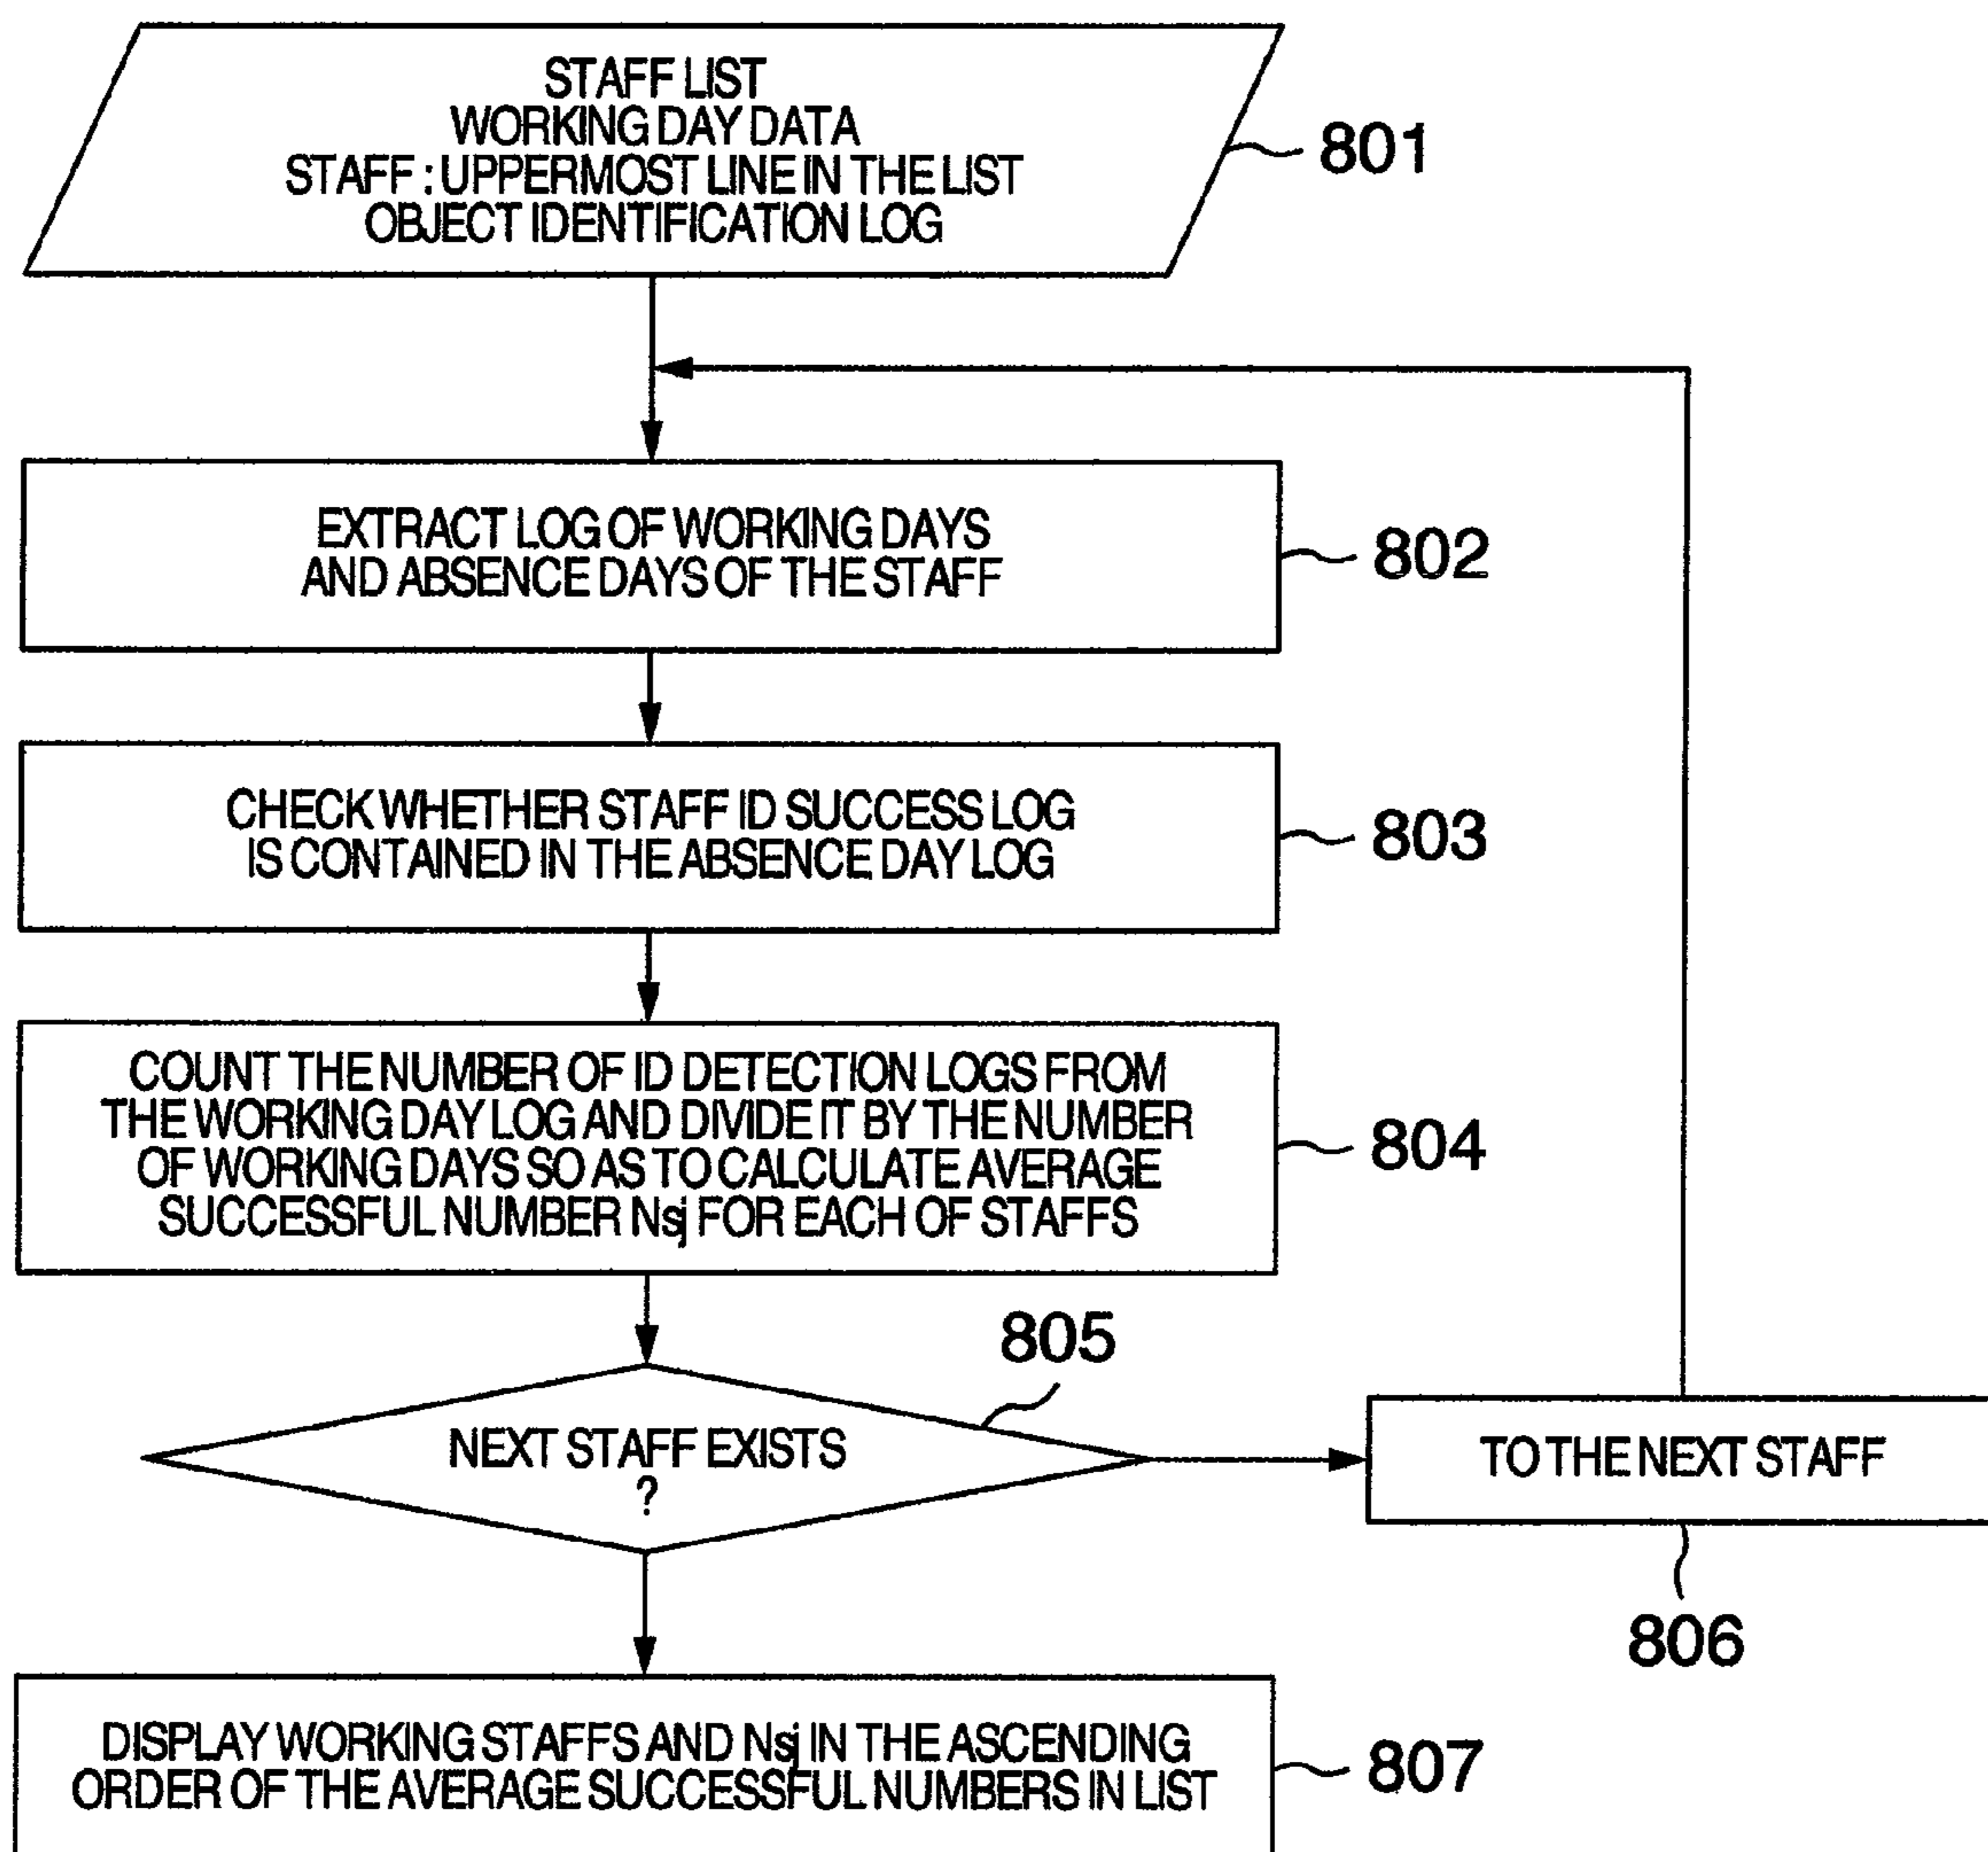 STAFF LIST
WORKING DAY DATA
STAFF : UPPERMOST LINE IN THE LIST
OBJECT IDENTIFICATION LOG
801
EXTRACT LOG OF WORKING DAYS
AND ABSENCE DAYS OF THE STAFF
802
CHECK WHETHER STAFF ID SUCCESS LOG
IS CONTAINED IN THE ABSENCE DAY LOG
803
COUNT THE NUMBER OF ID DETECTION LOGS FROM
THE WORKING DAY LOG AND DIVIDE IT BY THE NUMBER
OF WORKING DAYS SO AS TO CALCULATE AVERAGE
SUCCESSFUL NUMBER Nsj FOR EACH OF STAFFS
804
805
NEXT STAFF EXISTS
?
TO THE NEXT STAFF
806
DISPLAY WORKING STAFFS AND Nsj IN THE ASCENDING
ORDER OF THE AVERAGE SUCCESSFUL NUMBERS IN LIST
807